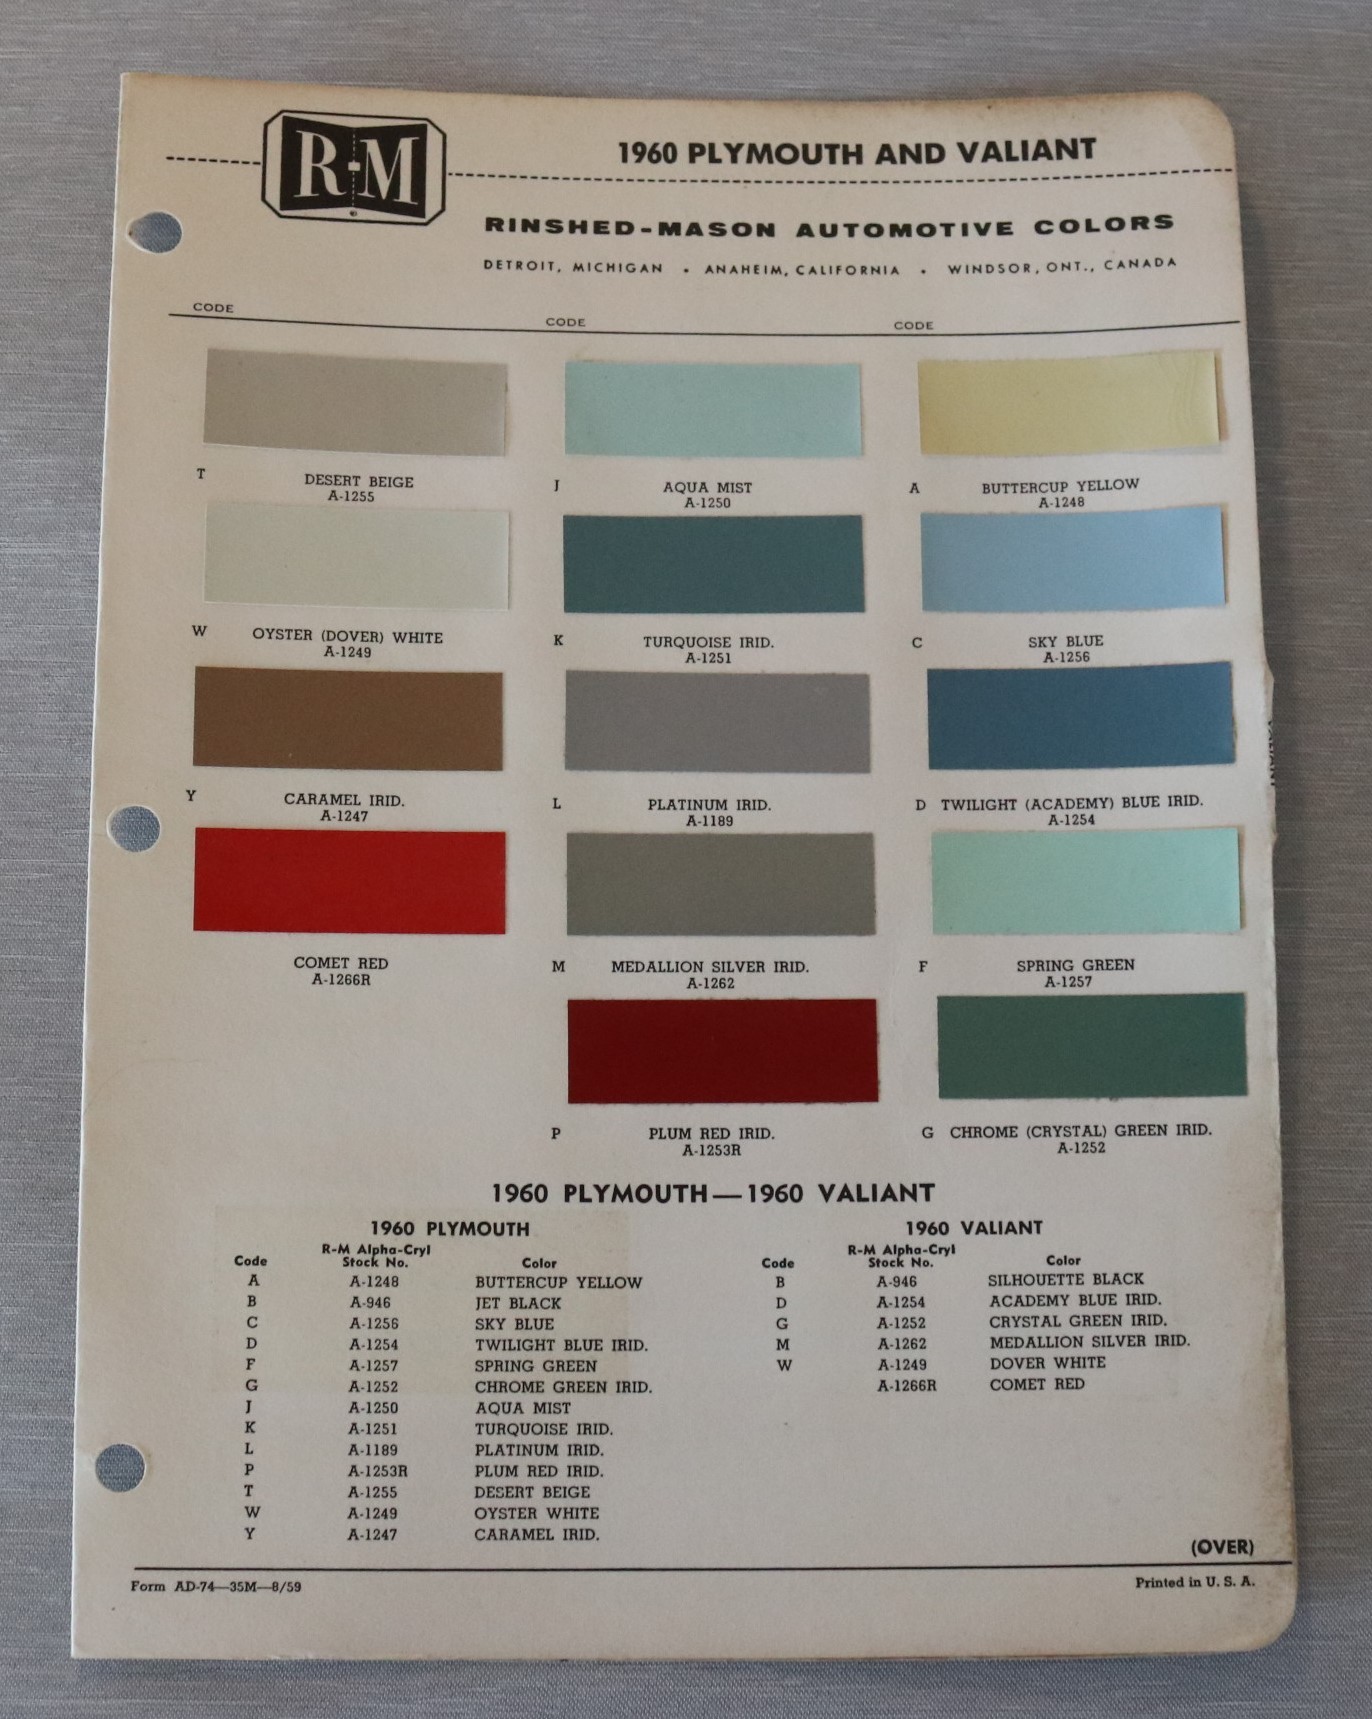 R-M
1960 PLYMOUTH AND VALIANT
RINSHED-MASON AUTOMOTIVE COLORS
DETROIT, MICHIGAN • ANAHEIM, CALIFORNIA • WINDSOR, ONT., CANADA
CODE CODE CODE
T DESERT BEIGE
A-1255
J AQUA MIST
A-1250
A BUTTERCUP YELLOW
A-1248
W OYSTER (DOVER) WHITE
A-1249
K TURQUOISE IRID.
A-1251
C SKY BLUE
A-1256
Y CARAMEL IRID.
A-1247
L PLATINUM IRID.
A-1189
D TWILIGHT (ACADEMY) BLUE IRID.
A-1254
COMET RED
A-1266R
M MEDALLION SILVER IRID.
A-1262
F SPRING GREEN
A-1257
P PLUM RED IRID.
A-1253R
G CHROME (CRYSTAL) GREEN IRID.
A-1252
1960 PLYMOUTH—1960 VALIANT
1960 PLYMOUTH
Code R-M Alpha-Cryl Stock No. Color
A A-1248 BUTTERCUP YELLOW
B A-946 JET BLACK
C A-1256 SKY BLUE
D A-1254 TWILIGHT BLUE IRID.
F A-1257 SPRING GREEN
G A-1252 CHROME GREEN IRID.
J A-1250 AQUA MIST
K A-1251 TURQUOISE IRID.
L A-1189 PLATINUM IRID.
P A-1253R PLUM RED IRID.
T A-1255 DESERT BEIGE
W A-1249 OYSTER WHITE
Y A-1247 CARAMEL IRID.
1960 VALIANT
Code R-M Alpha-Cryl Stock No. Color
B A-946 SILHOUETTE BLACK
D A-1254 ACADEMY BLUE IRID.
G A-1252 CRYSTAL GREEN IRID.
M A-1262 MEDALLION SILVER IRID.
W A-1249 DOVER WHITE
A-1266R COMET RED
(OVER)
Form AD-74—35M—8/59
Printed in U. S. A.